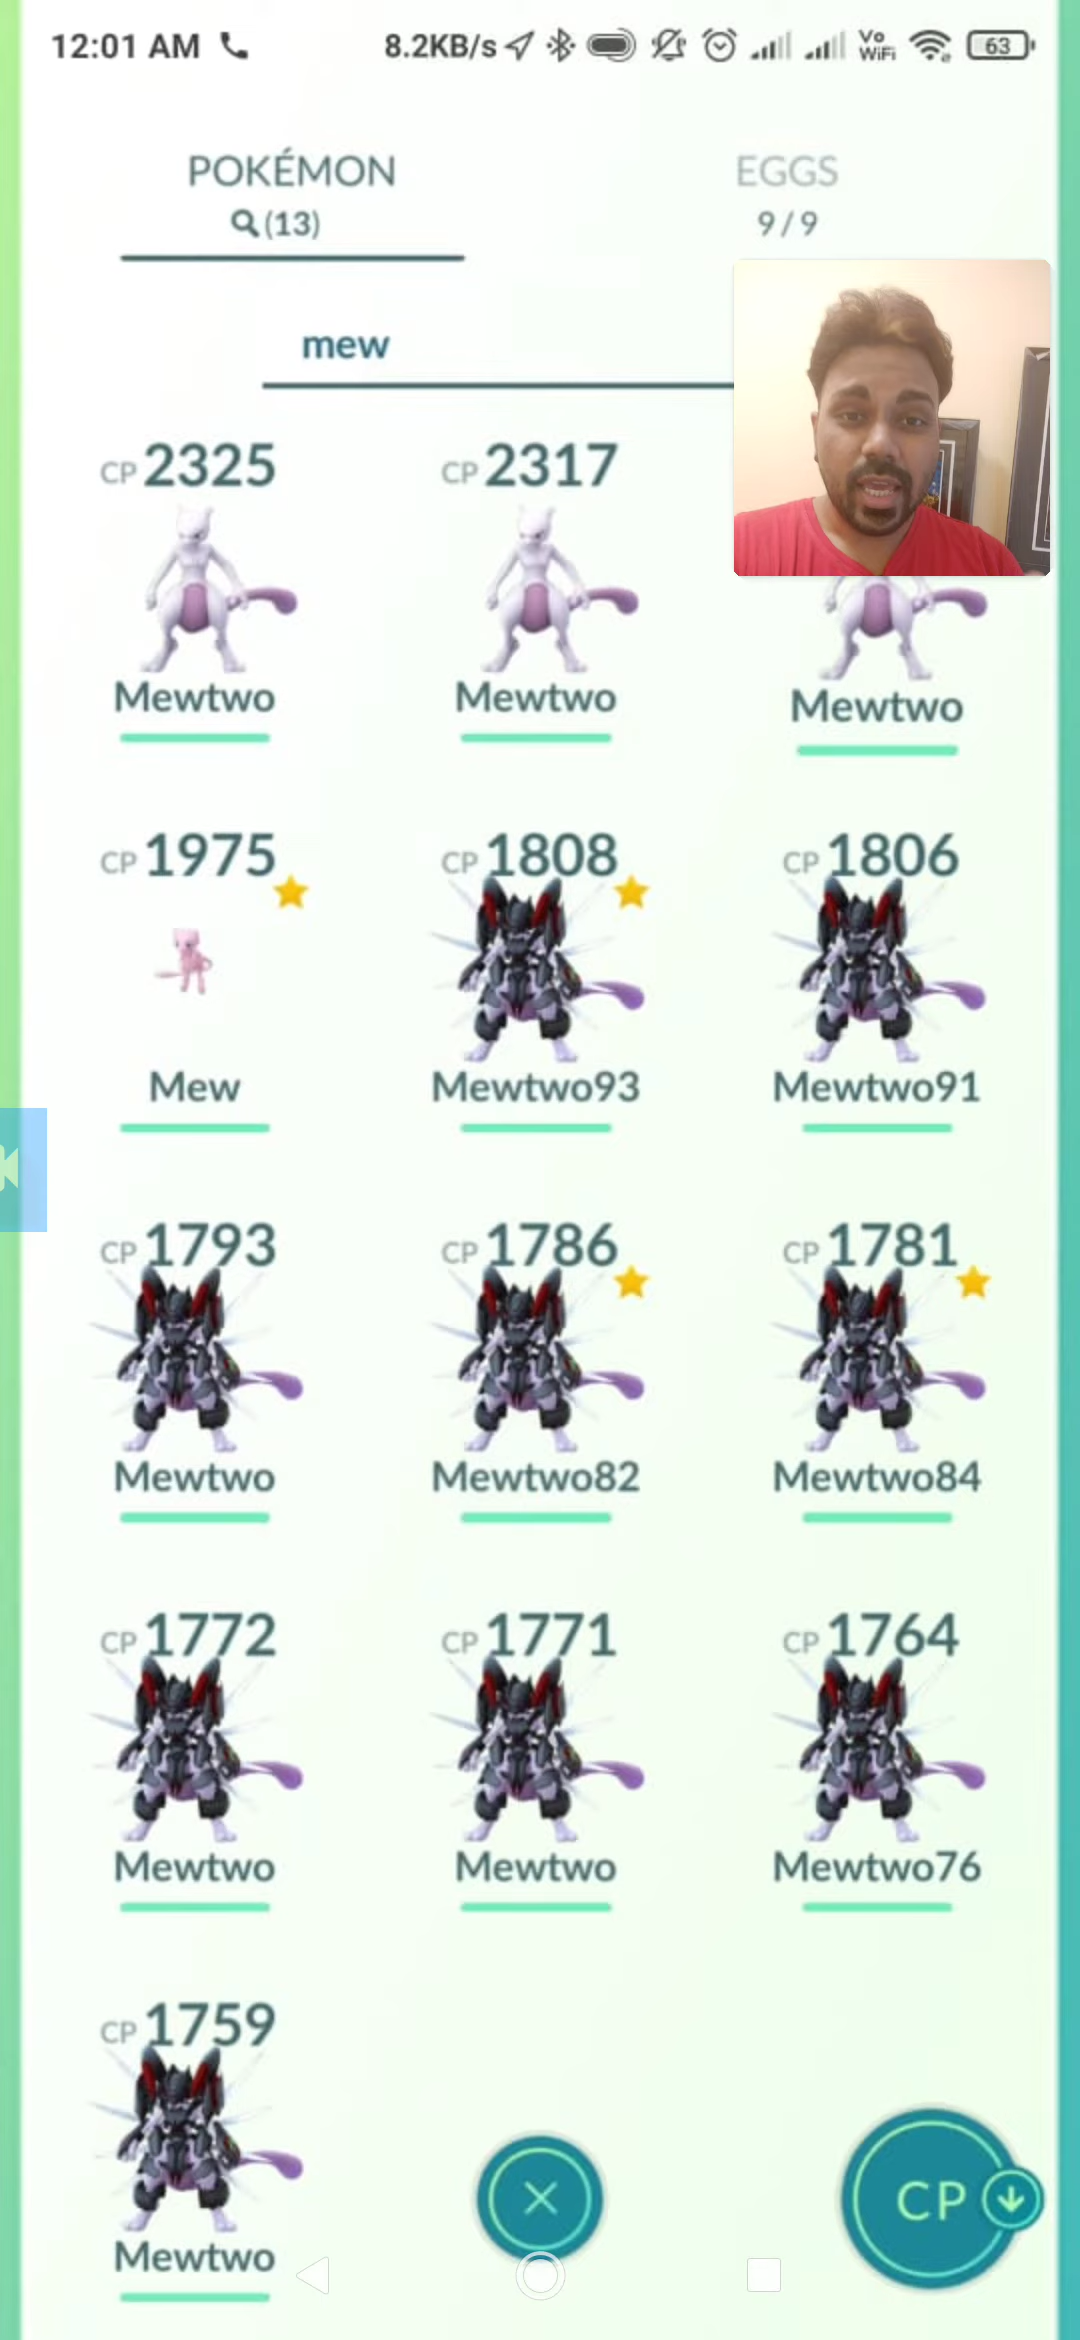 12:01 AM 8.2KB/s Vo WiFi 63
POKÉMON EGGS
(13) 9/9
mew
CP 2325 CP 2317
Mewtwo Mewtwo Mewtwo
CP 1975 CP 1808 CP 1806
Mew Mewtwo93 Mewtwo91
CP 1793 CP 1786 CP 1781
Mewtwo Mewtwo82 Mewtwo84
CP 1772 CP 1771 CP 1764
Mewtwo Mewtwo Mewtwo76
CP 1759
CP
Mewtwo